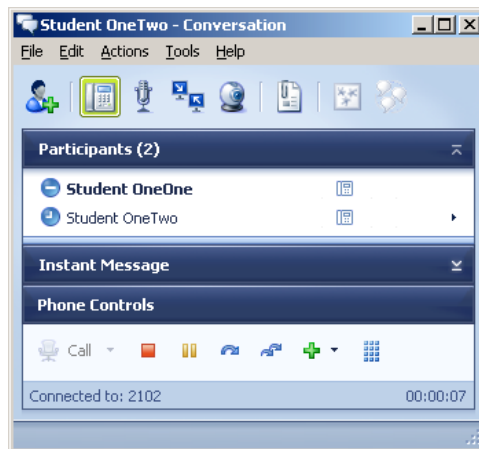 Student OneTwo - Conversation
File Edit Actions Tools Help
Participants (2)
Student OneOne
Student OneTwo
Instant Message
Phone Controls
Call
Connected to: 2102 00:00:07